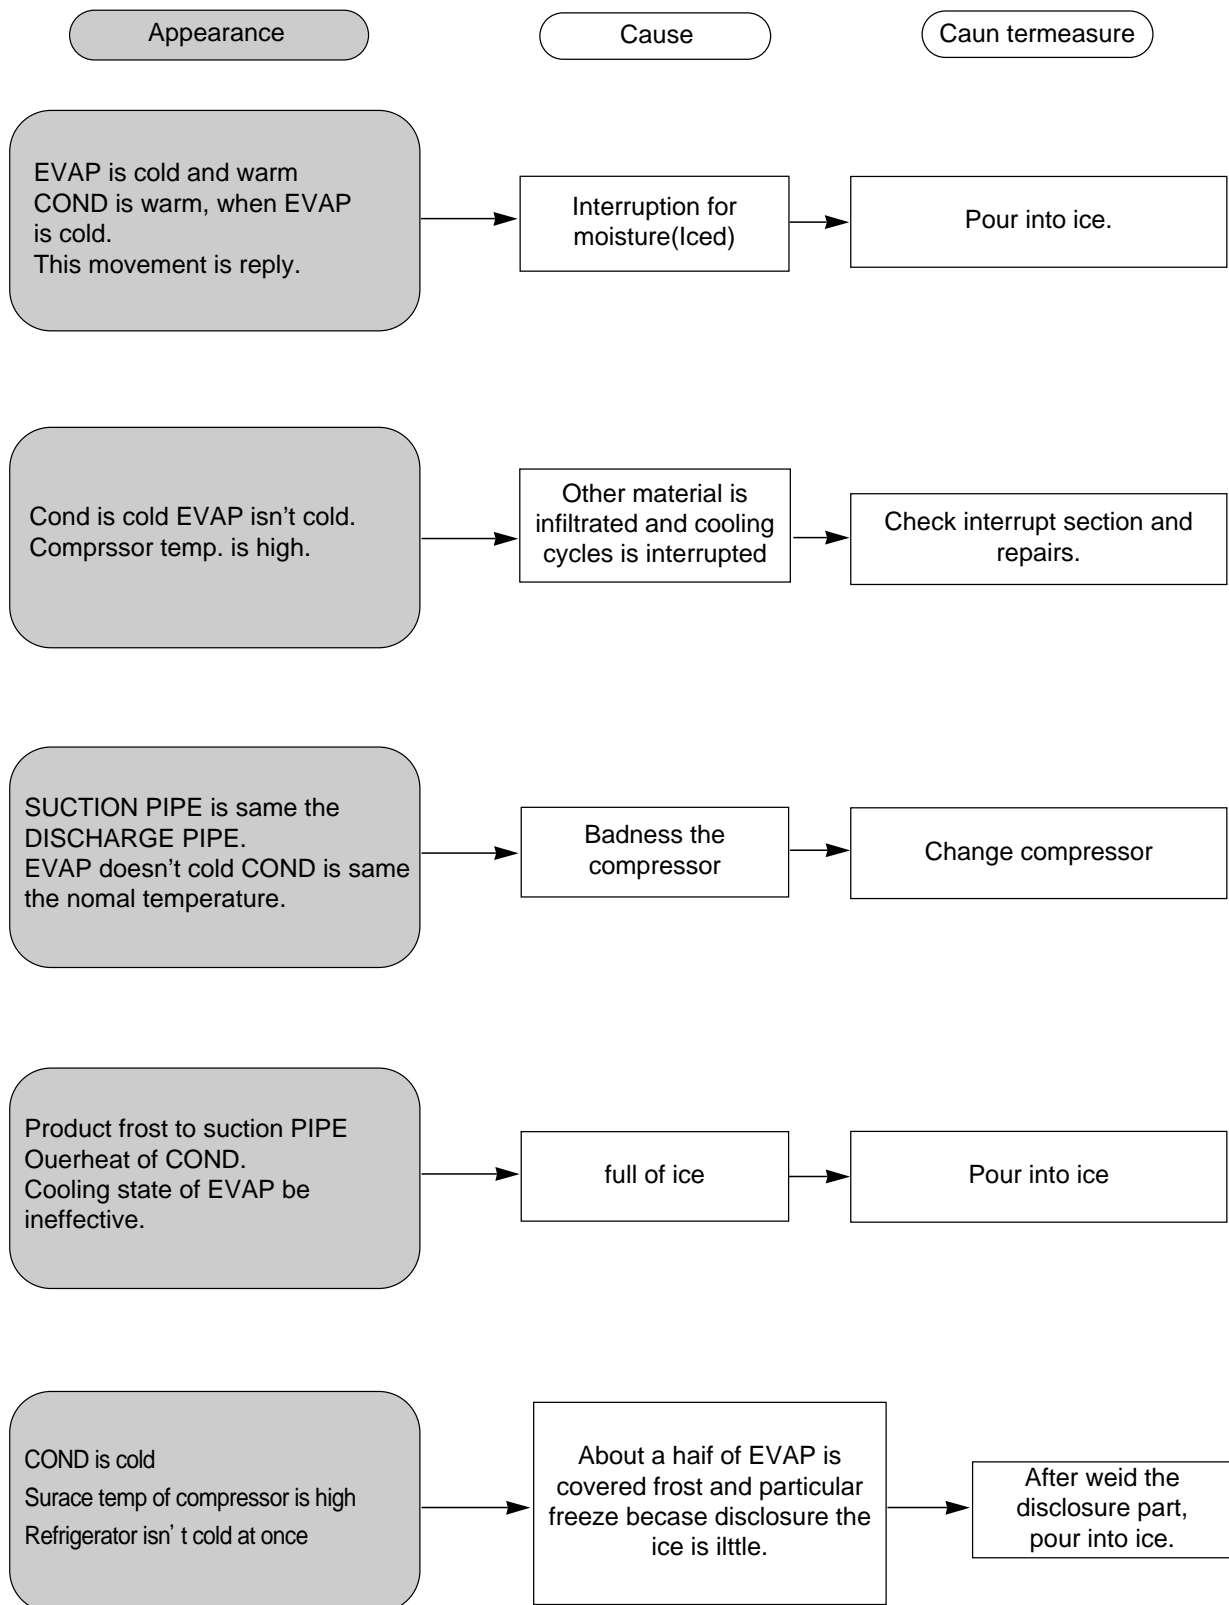 Appearance
Cause
Caun termeasure
EVAP is cold and warm
COND is warm, when EVAP
is cold.
This movement is reply.
Interruption for
moisture(Iced)
Pour into ice.
Cond is cold EVAP isn’t cold.
Comprssor temp. is high.
Other material is
infiltrated and cooling
cycles is interrupted
Check interrupt section and
repairs.
SUCTION PIPE is same the
DISCHARGE PIPE.
EVAP doesn’t cold COND is same
the nomal temperature.
Badness the
compressor
Change compressor
Product frost to suction PIPE
Ouerheat of COND.
Cooling state of EVAP be
ineffective.
full of ice
Pour into ice
COND is cold
Surace temp of compressor is high
Refrigerator isn’ t cold at once
About a haif of EVAP is
covered frost and particular
freeze becase disclosure the
ice is ilttle.
After weid the
disclosure part,
pour into ice.